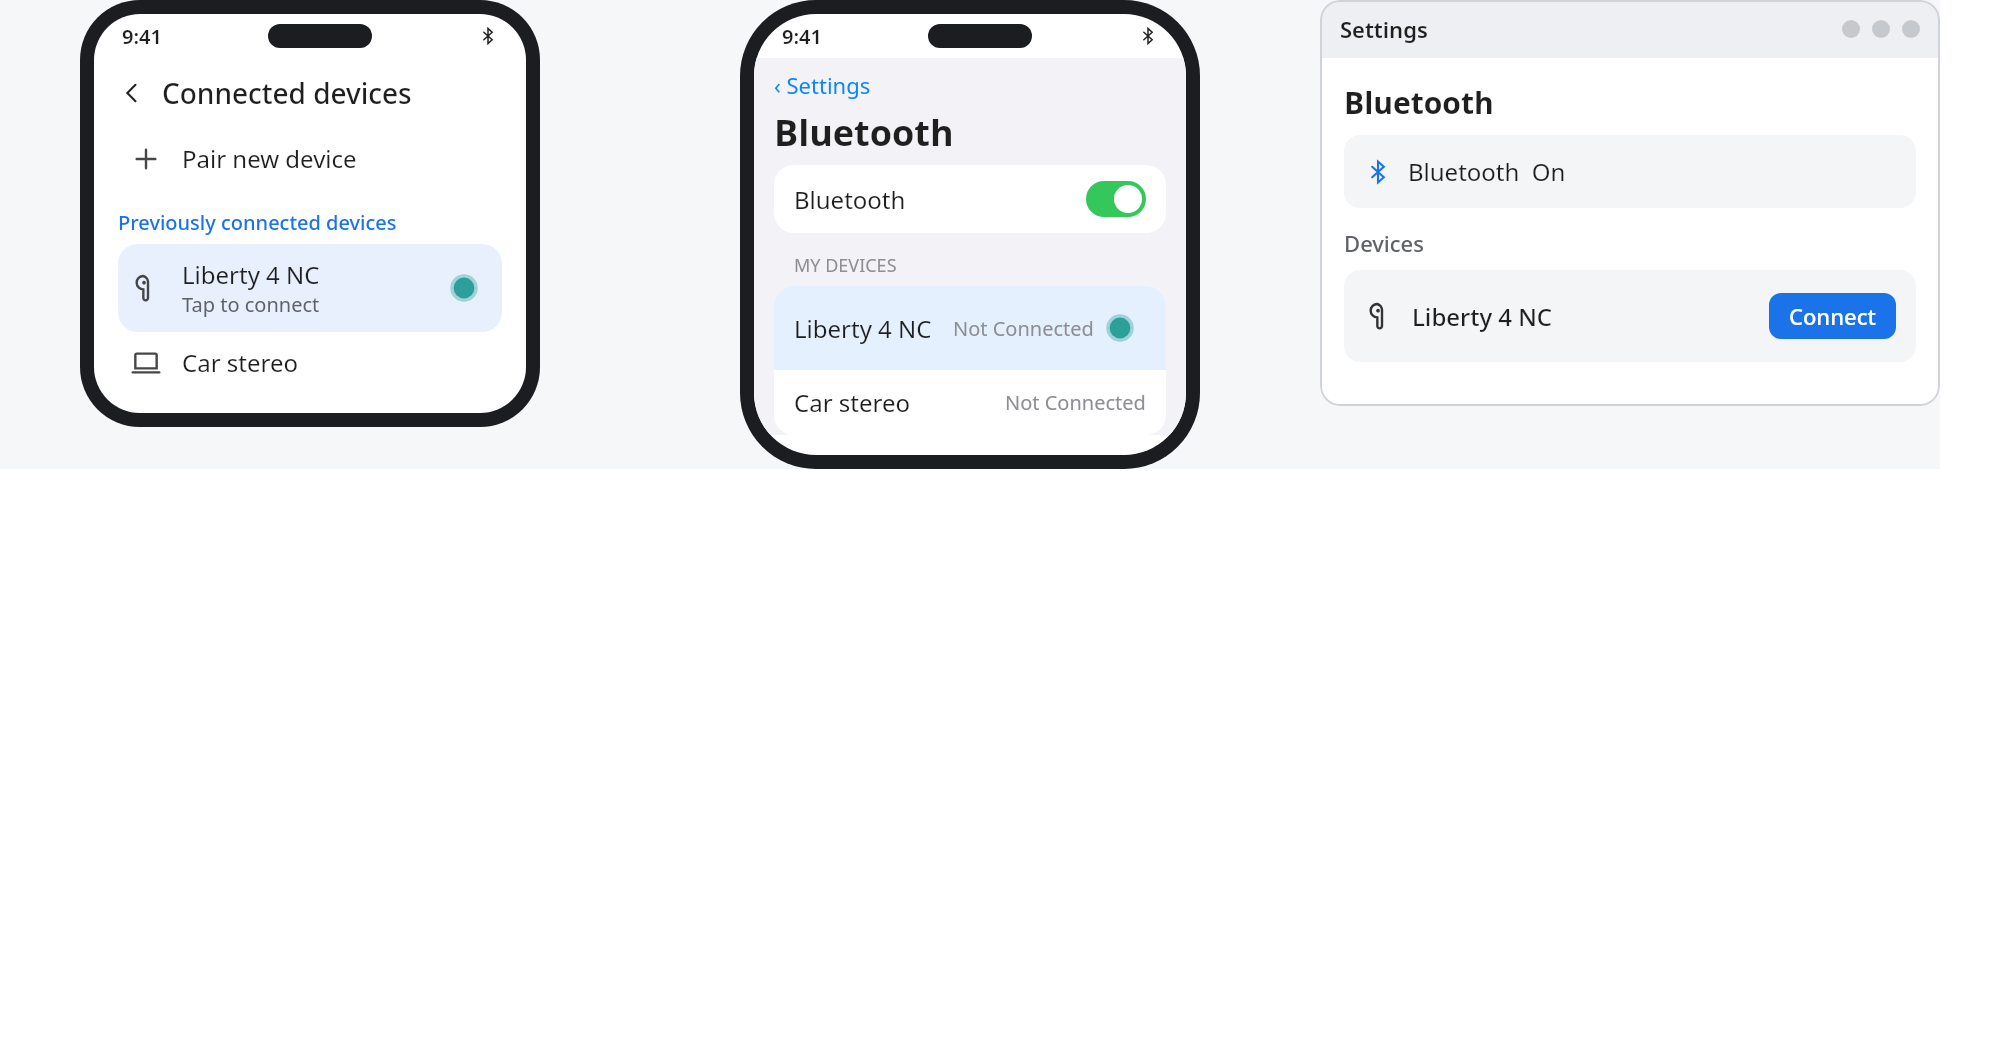 9:41
Connected devices
Pair new device
Previously connected devices
Liberty 4 NC
Tap to connect
Car stereo
9:41
‹ Settings
Bluetooth
Bluetooth
MY DEVICES
Liberty 4 NC Not Connected
Car stereo Not Connected
Settings
Bluetooth
Bluetooth On
Devices
Liberty 4 NC Connect